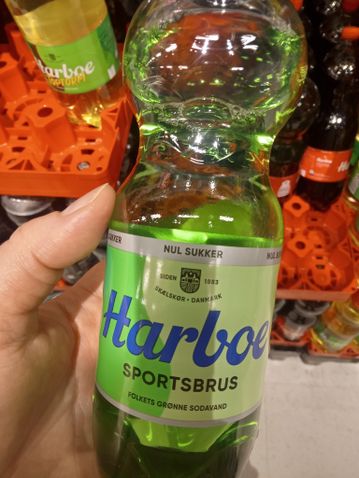 Harboe
NUL SUKKER
SIDEN 1883
SKÆLSKØR • DANMARK
Harboe
SPORTSBRUS
FOLKETS GRØNNE SODAVAND